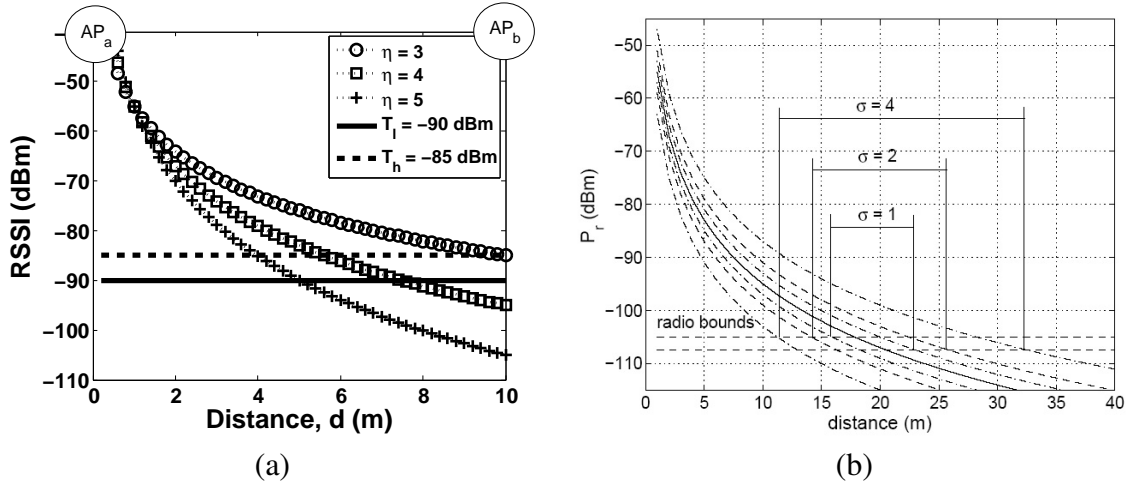 AP_a
AP_b
η = 3
η = 4
η = 5
T_l = −90 dBm
T_h = −85 dBm
−50
−60
−70
−80
−90
−100
−110
0
2
4
6
8
10
RSSI (dBm)
Distance, d (m)
(a)
−50
−60
−70
−80
−90
−100
−110
P_r (dBm)
σ = 4
σ = 2
σ = 1
radio bounds
0
5
10
15
20
25
30
35
40
distance (m)
(b)